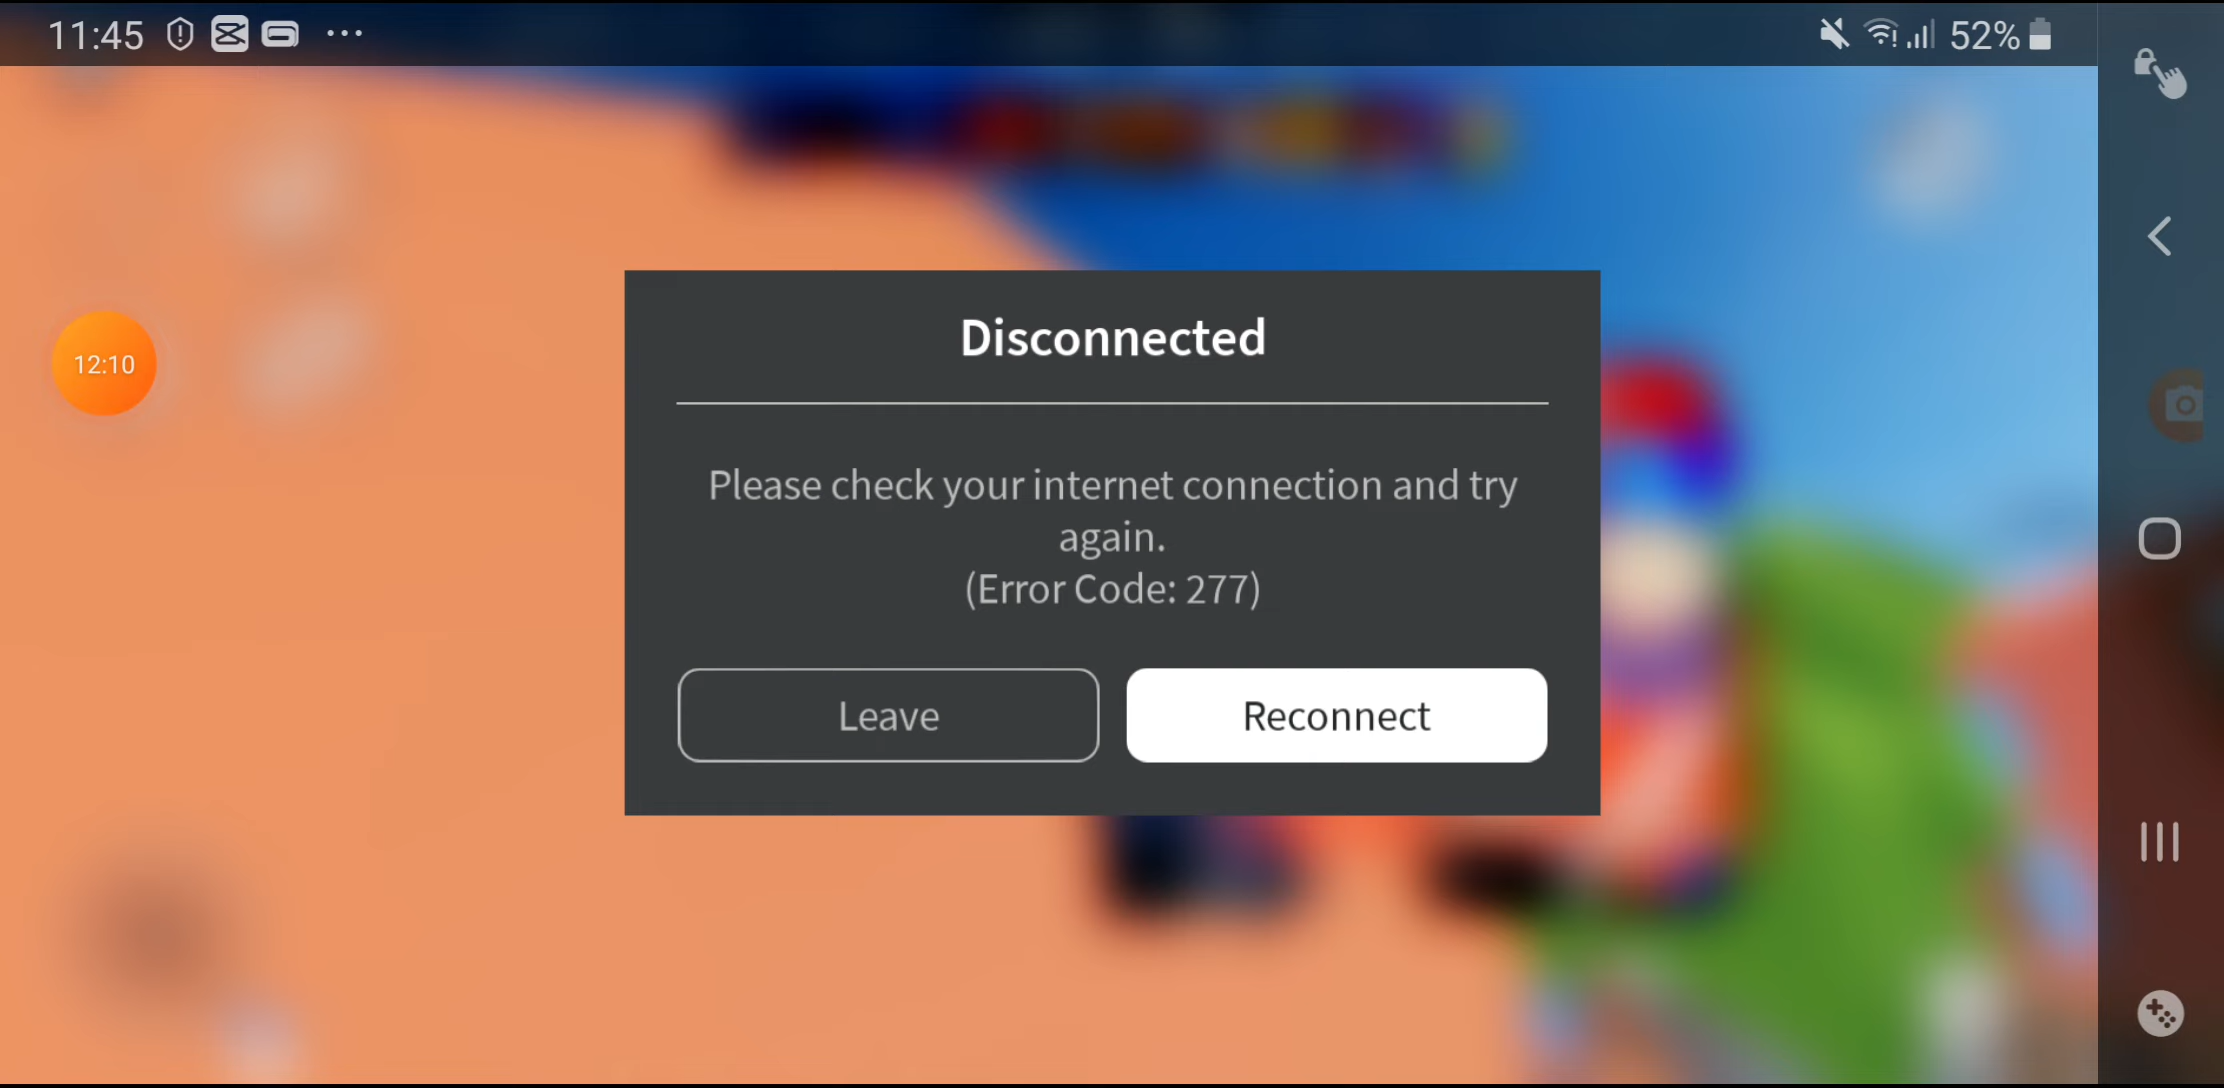 11:45
52%
12:10
Disconnected
Please check your internet connection and try
again.
(Error Code: 277)
Leave
Reconnect